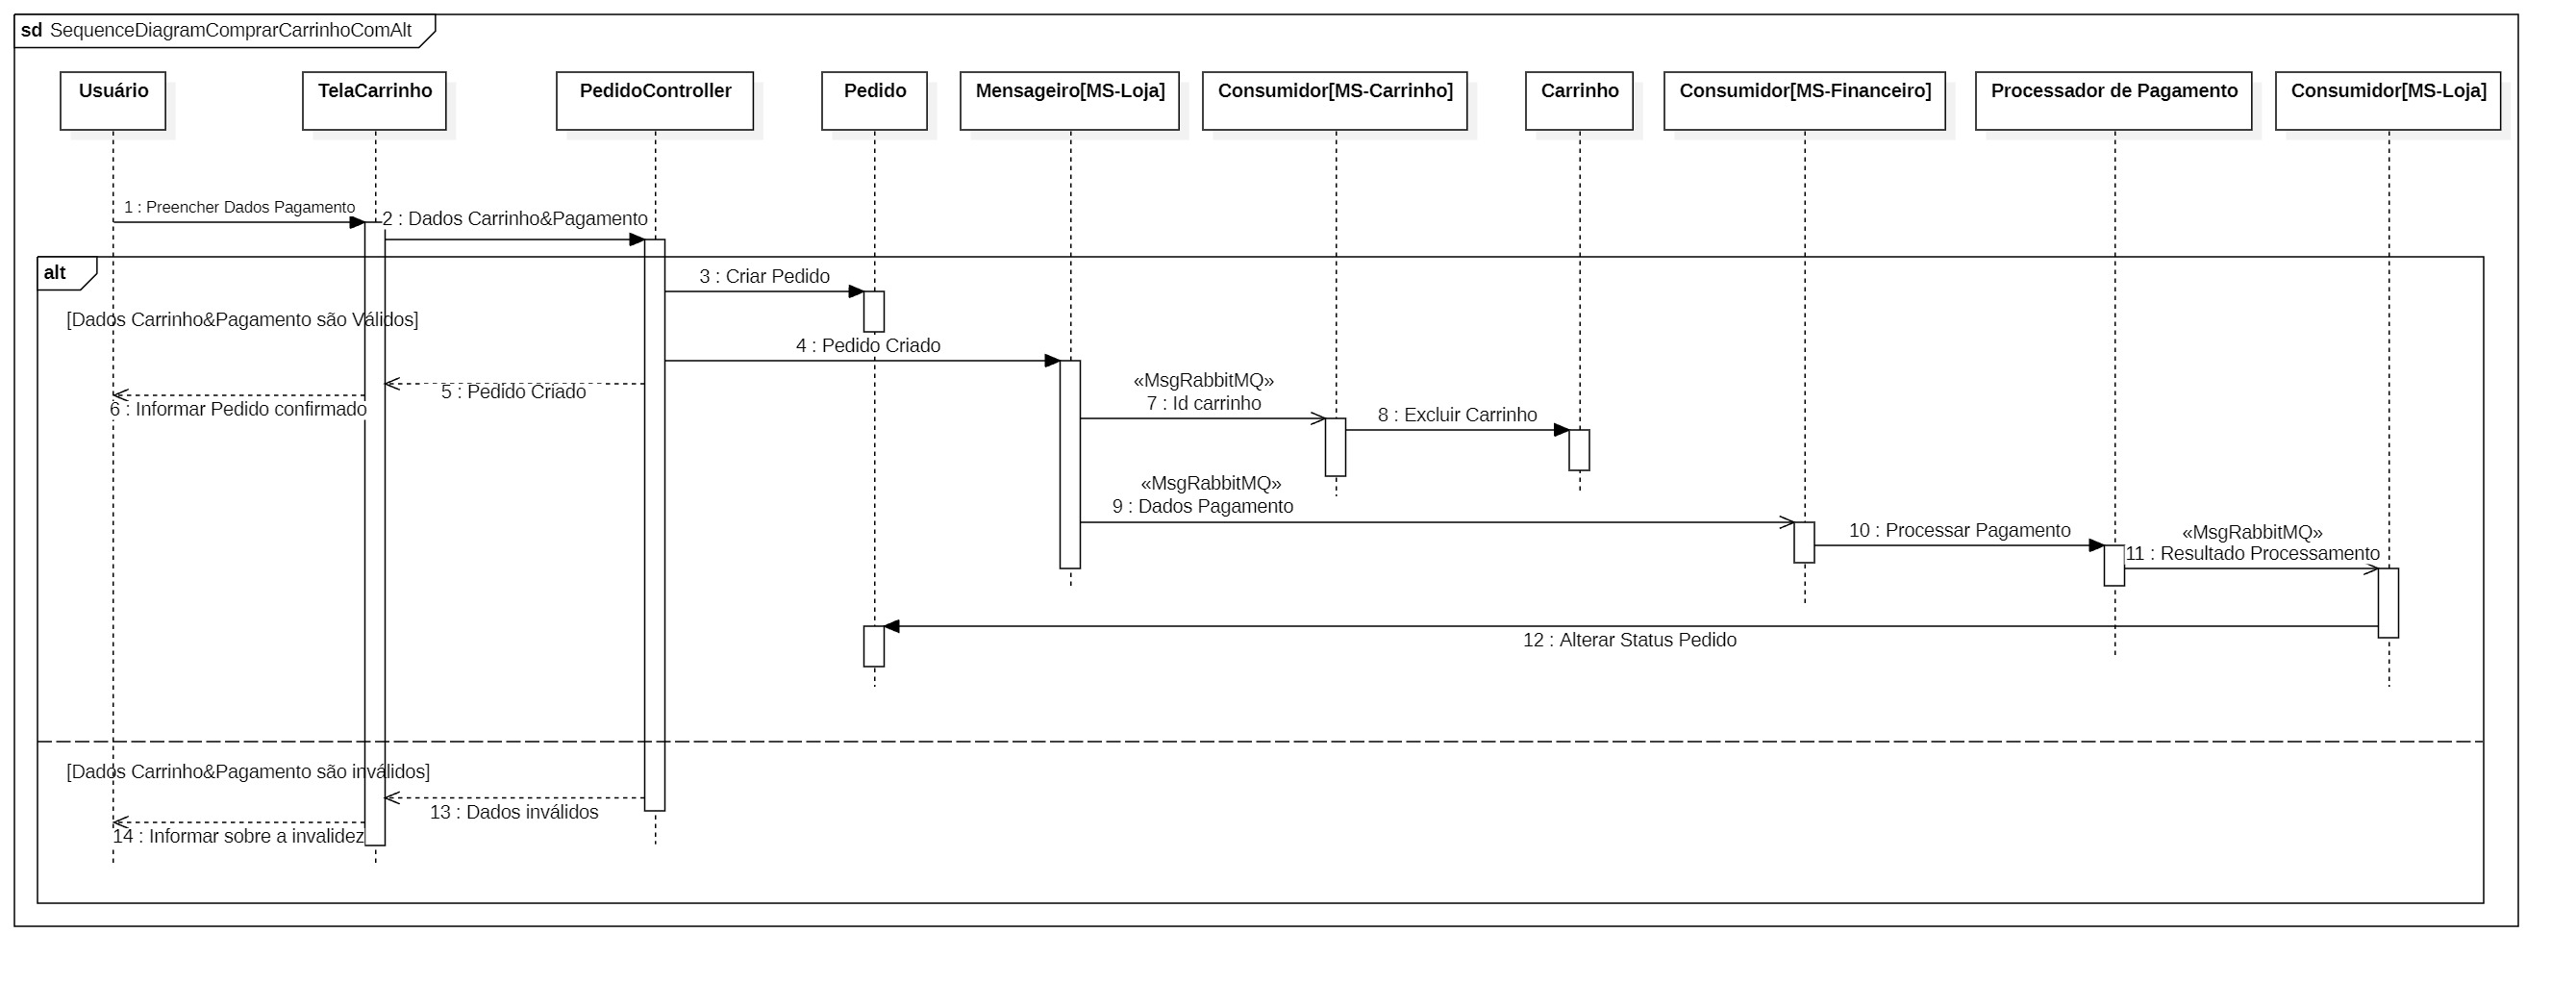 sd SequenceDiagramComprarCarrinhoComAlt
Usuário
TelaCarrinho
PedidoController
Pedido
Mensageiro[MS-Loja]
Consumidor[MS-Carrinho]
Carrinho
Consumidor[MS-Financeiro]
Processador de Pagamento
Consumidor[MS-Loja]
1 : Preencher Dados Pagamento
2 : Dados Carrinho&Pagamento
alt
3 : Criar Pedido
[Dados Carrinho&Pagamento são Válidos]
4 : Pedido Criado
5 : Pedido Criado
6 : Informar Pedido confirmado
«MsgRabbitMQ»
7 : Id carrinho
8 : Excluir Carrinho
«MsgRabbitMQ»
9 : Dados Pagamento
10 : Processar Pagamento
«MsgRabbitMQ»
11 : Resultado Processamento
12 : Alterar Status Pedido
[Dados Carrinho&Pagamento são inválidos]
13 : Dados inválidos
14 : Informar sobre a invalidez